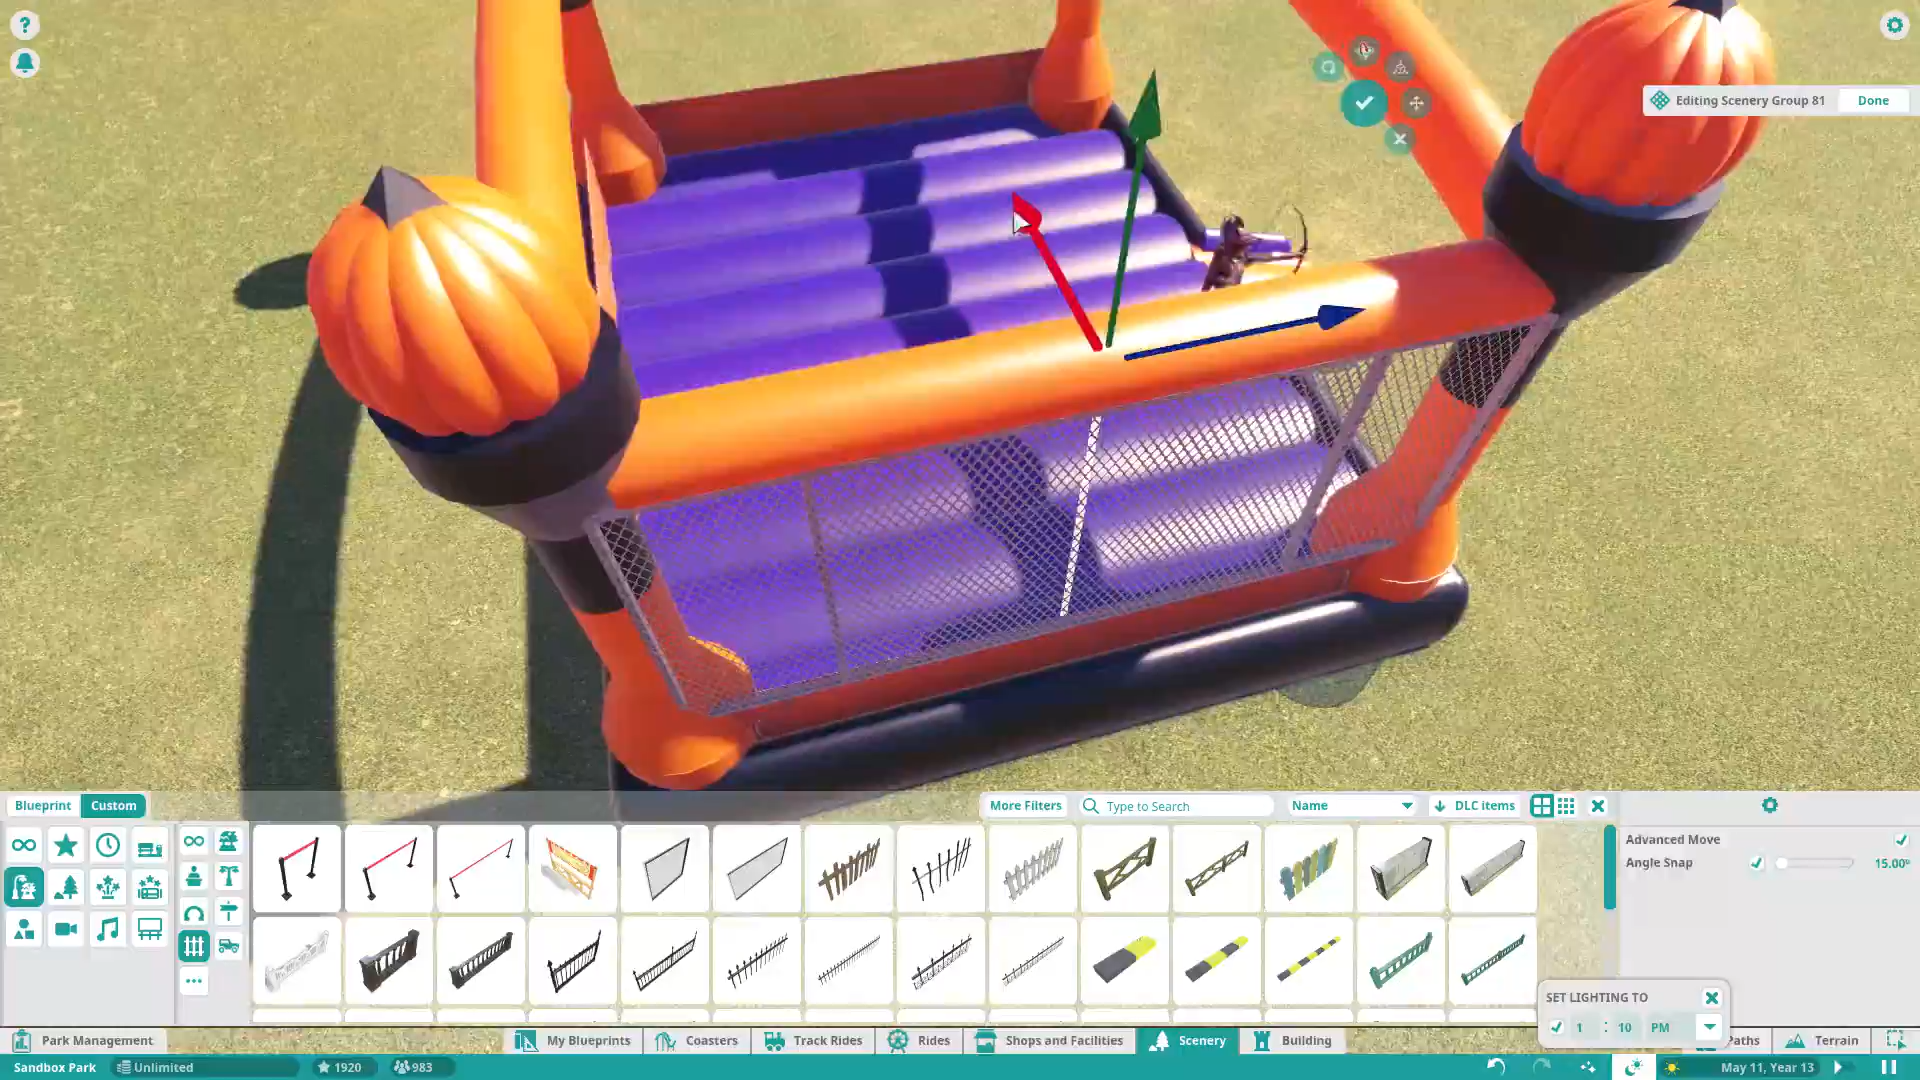 ?
Editing Scenery Group 81 Done
Blueprint Custom
More Filters Type to Search Name DLC items
Advanced Move
Angle Snap 15.00°
SET LIGHTING TO
1 : 10 PM
Park Management My Blueprints Coasters Track Rides Rides Shops and Facilities Scenery Building Paths Terrain
Sandbox Park Unlimited 1920 983 May 11, Year 13